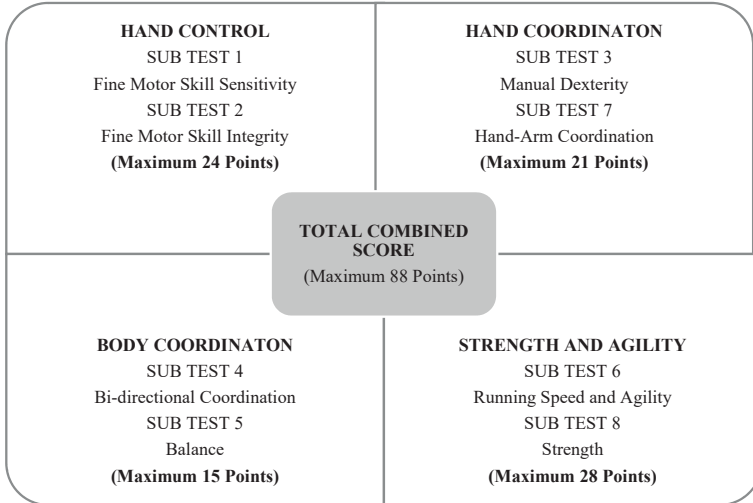 HAND CONTROL
SUB TEST 1
Fine Motor Skill Sensitivity
SUB TEST 2
Fine Motor Skill Integrity
(Maximum 24 Points)
HAND COORDINATON
SUB TEST 3
Manual Dexterity
SUB TEST 7
Hand-Arm Coordination
(Maximum 21 Points)
TOTAL COMBINED
SCORE
(Maximum 88 Points)
BODY COORDINATON
SUB TEST 4
Bi-directional Coordination
SUB TEST 5
Balance
(Maximum 15 Points)
STRENGTH AND AGILITY
SUB TEST 6
Running Speed and Agility
SUB TEST 8
Strength
(Maximum 28 Points)